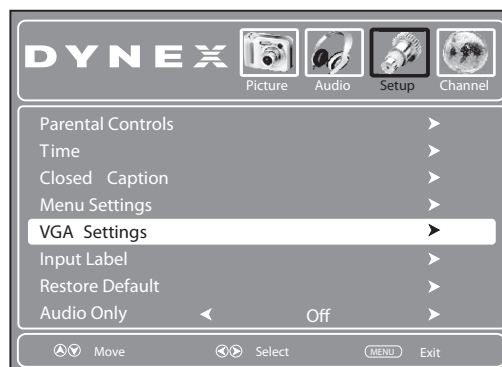 DYNEX
Picture Audio Setup Channel
Parental Controls
Time
Closed Caption
Menu Settings
VGA Settings
Input Label
Restore Default
Audio Only Off
Move Select MENU Exit